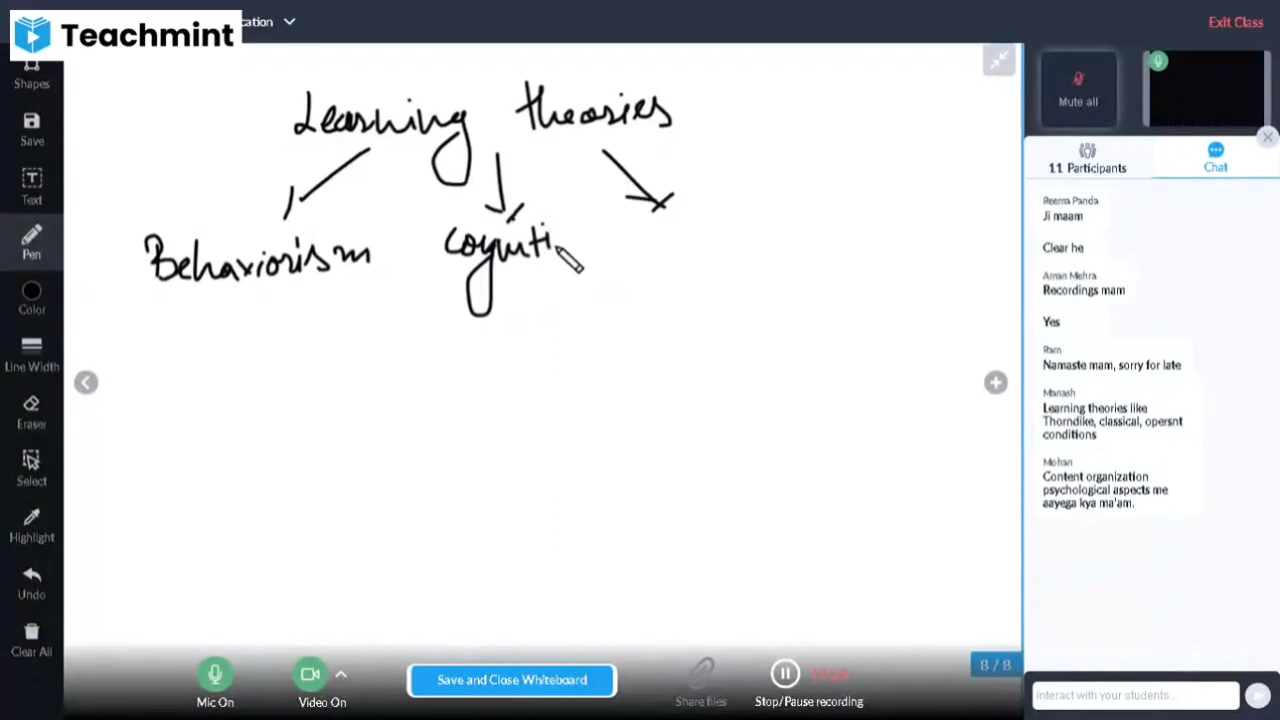 Teachmint
cation
Exit Class
Shapes
Save
Text
Pen
Color
Line Width
Eraser
Select
Highlight
Undo
Clear All
Learning theories
Behaviorism
cogniti
Mute all
11 Participants
Chat
Reema Panda
Ji maam
Clear he
Arman Mehra
Recordings mam
Yes
Ram
Namaste mam, sorry for late
Manash
Learning theories like
Thorndike, classical, opersnt
conditions
Mohan
Content organization
psychological aspects me
aayega kya ma'am.
8 / 8
Mic On
Video On
Save and Close Whiteboard
Share files
Stop/Pause recording
Interact with your students...